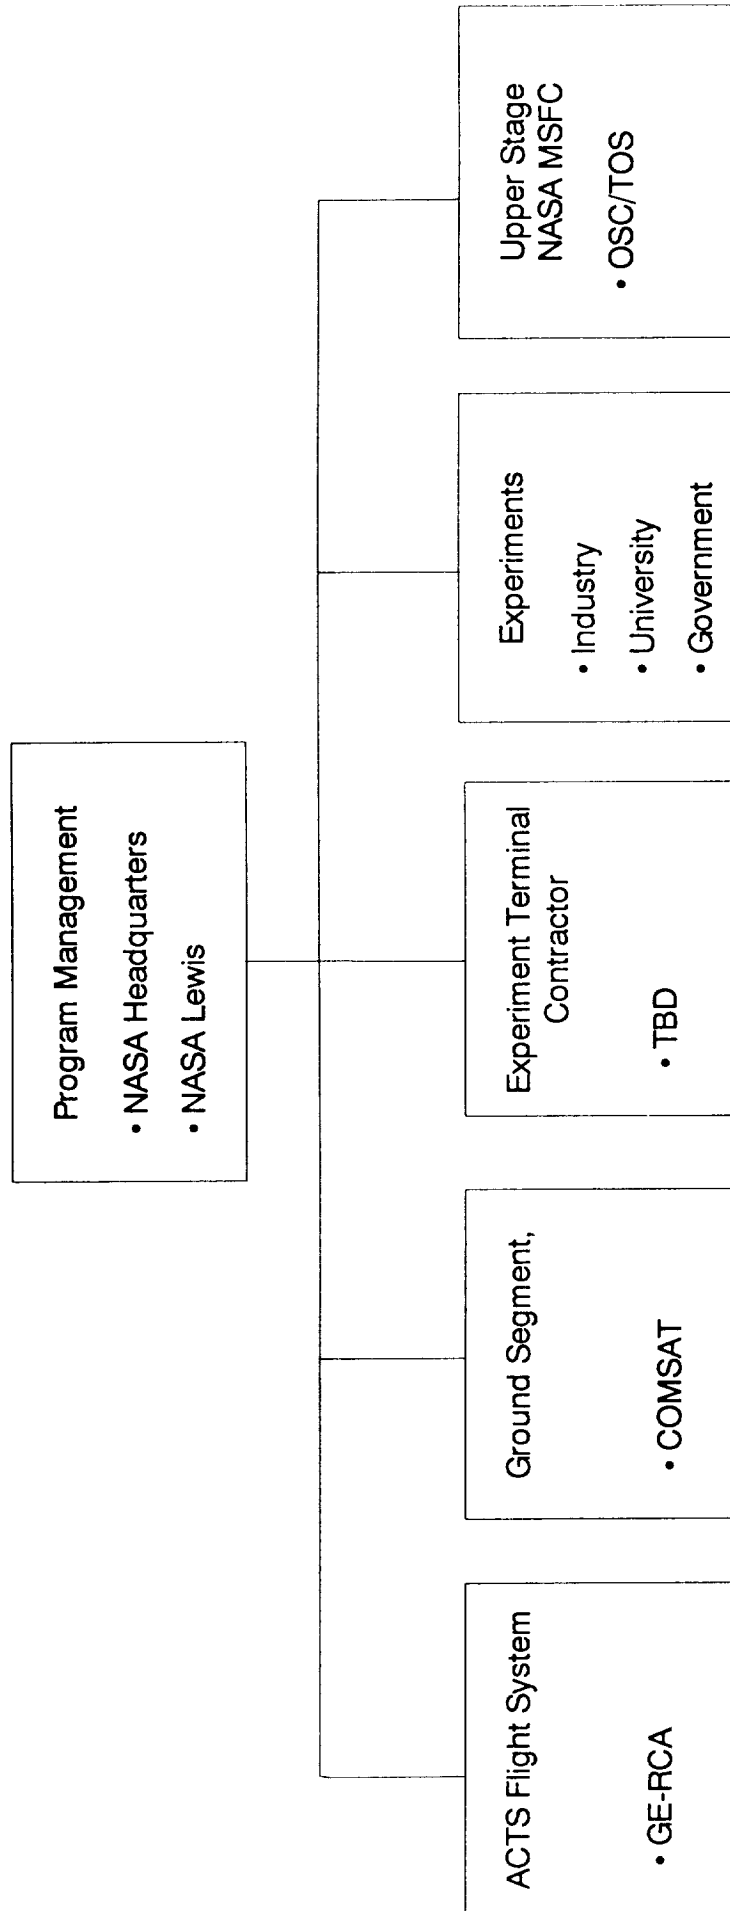 Program Management
• NASA Headquarters
• NASA Lewis
ACTS Flight System
• GE-RCA
Ground Segment,
• COMSAT
Experiment Terminal
Contractor
• TBD
Experiments
• Industry
• University
• Government
Upper Stage
NASA MSFC
• OSC/TOS